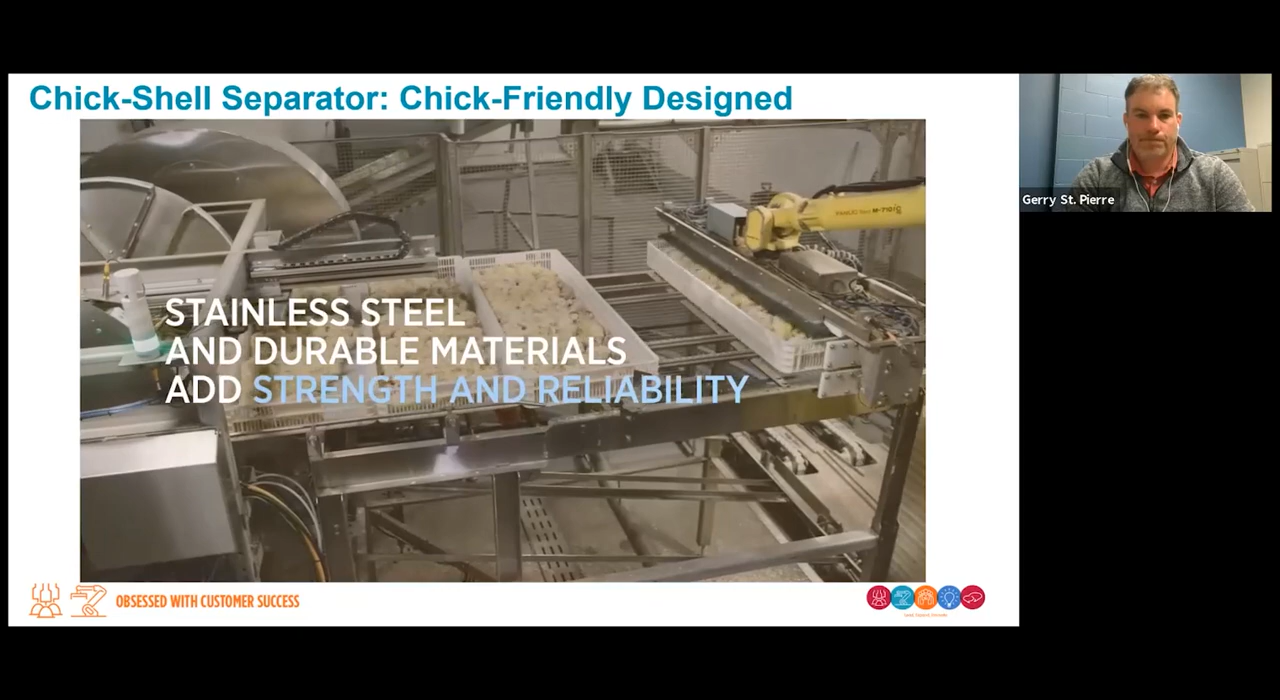 Chick-Shell Separator: Chick-Friendly Designed
Gerry St. Pierre
STAINLESS STEEL
AND DURABLE MATERIALS
ADD STRENGTH AND RELIABILITY
OBSESSED WITH CUSTOMER SUCCESS